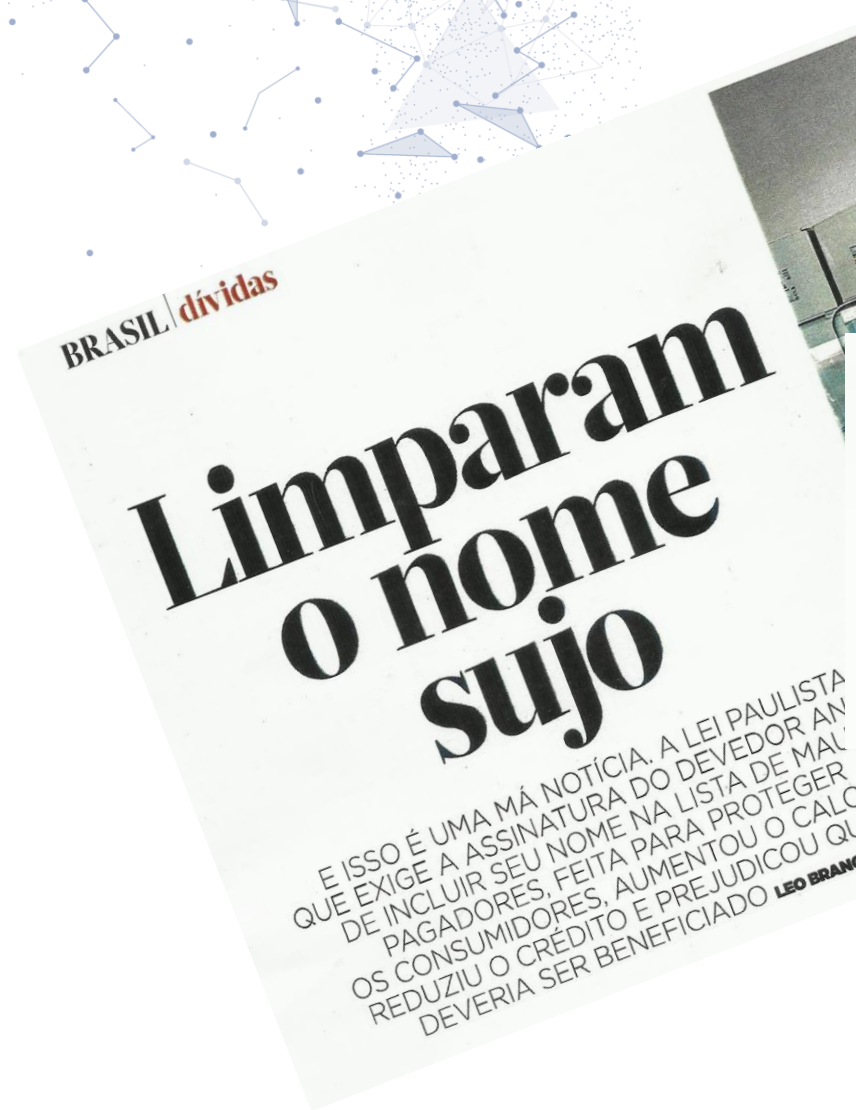 BRASIL | dívidas
Limparam
o nome
sujo
E ISSO É UMA MÁ NOTÍCIA. A LEI PAULISTA
QUE EXIGE A ASSINATURA DO DEVEDOR
DE INCLUIR SEU NOME NA LISTA DE
PAGADORES, FEITA PARA PROTEGER
OS CONSUMIDORES, AUMENTOU O
REDUZIU O CRÉDITO E PREJUDICOU
DEVERIA SER BENEFICIADO LEO